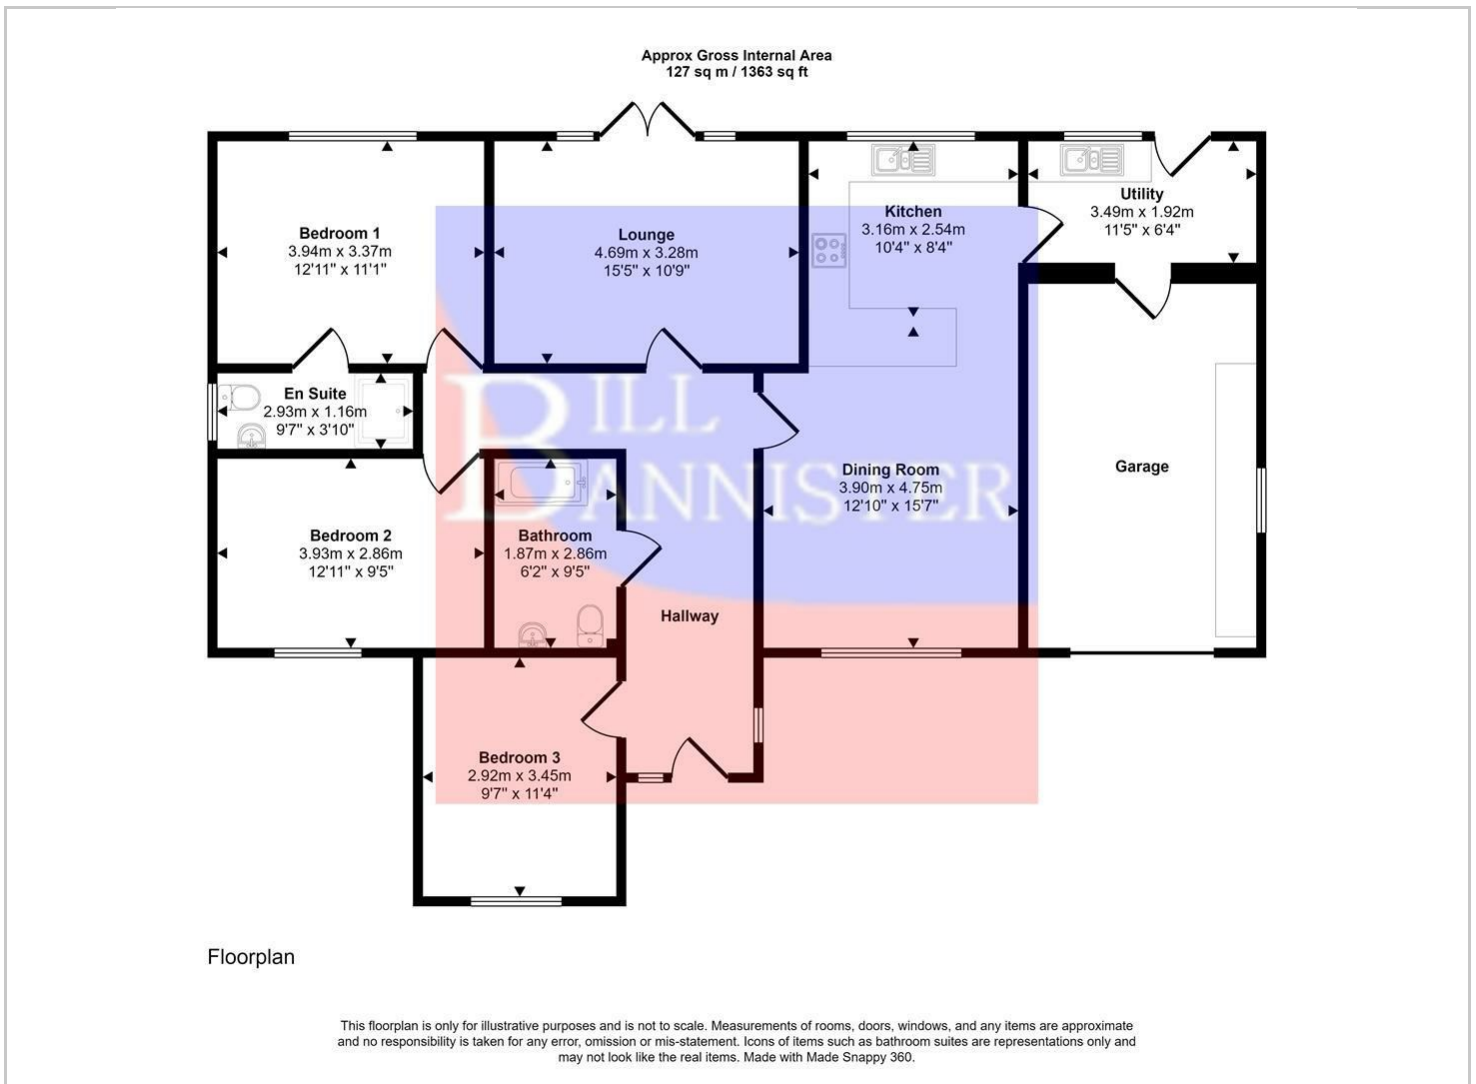 Approx Gross Internal Area
127 sq m / 1363 sq ft
Bedroom 1
3.94m x 3.37m
12'11" x 11'1"
Lounge
4.69m x 3.28m
15'5" x 10'9"
Kitchen
3.16m x 2.54m
10'4" x 8'4"
Utility
3.49m x 1.92m
11'5" x 6'4"
En Suite
2.93m x 1.16m
9'7" x 3'10"
BILL
BANNISTER
Dining Room
3.90m x 4.75m
12'10" x 15'7"
Garage
Bedroom 2
3.93m x 2.86m
12'11" x 9'5"
Bathroom
1.87m x 2.86m
6'2" x 9'5"
Hallway
Bedroom 3
2.92m x 3.45m
9'7" x 11'4"
Floorplan
This floorplan is only for illustrative purposes and is not to scale. Measurements of rooms, doors, windows, and any items are approximate
and no responsibility is taken for any error, omission or mis-statement. Icons of items such as bathroom suites are representations only and
may not look like the real items. Made with Made Snappy 360.